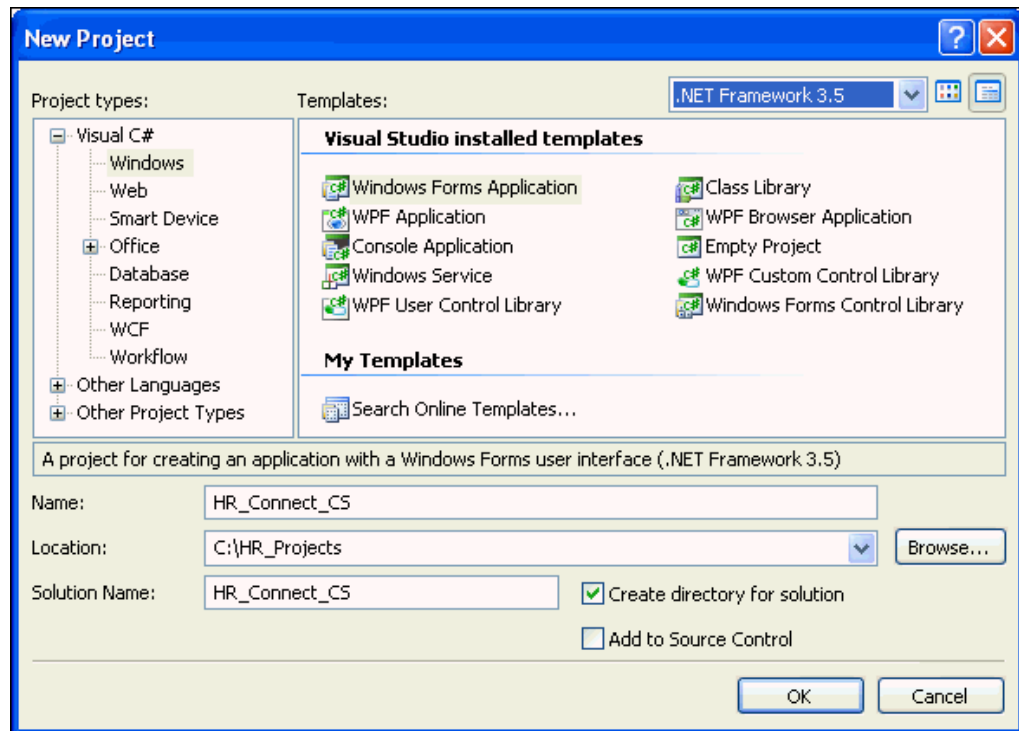 New Project
Project types:
Templates:
.NET Framework 3.5
Visual C#
Windows
Web
Smart Device
Office
Database
Reporting
WCF
Workflow
Other Languages
Other Project Types
Visual Studio installed templates
Windows Forms Application
Class Library
WPF Application
WPF Browser Application
Console Application
Empty Project
Windows Service
WPF Custom Control Library
WPF User Control Library
Windows Forms Control Library
My Templates
Search Online Templates...
A project for creating an application with a Windows Forms user interface (.NET Framework 3.5)
Name:
HR_Connect_CS
Location:
C:\HR_Projects
Browse...
Solution Name:
HR_Connect_CS
Create directory for solution
Add to Source Control
OK
Cancel